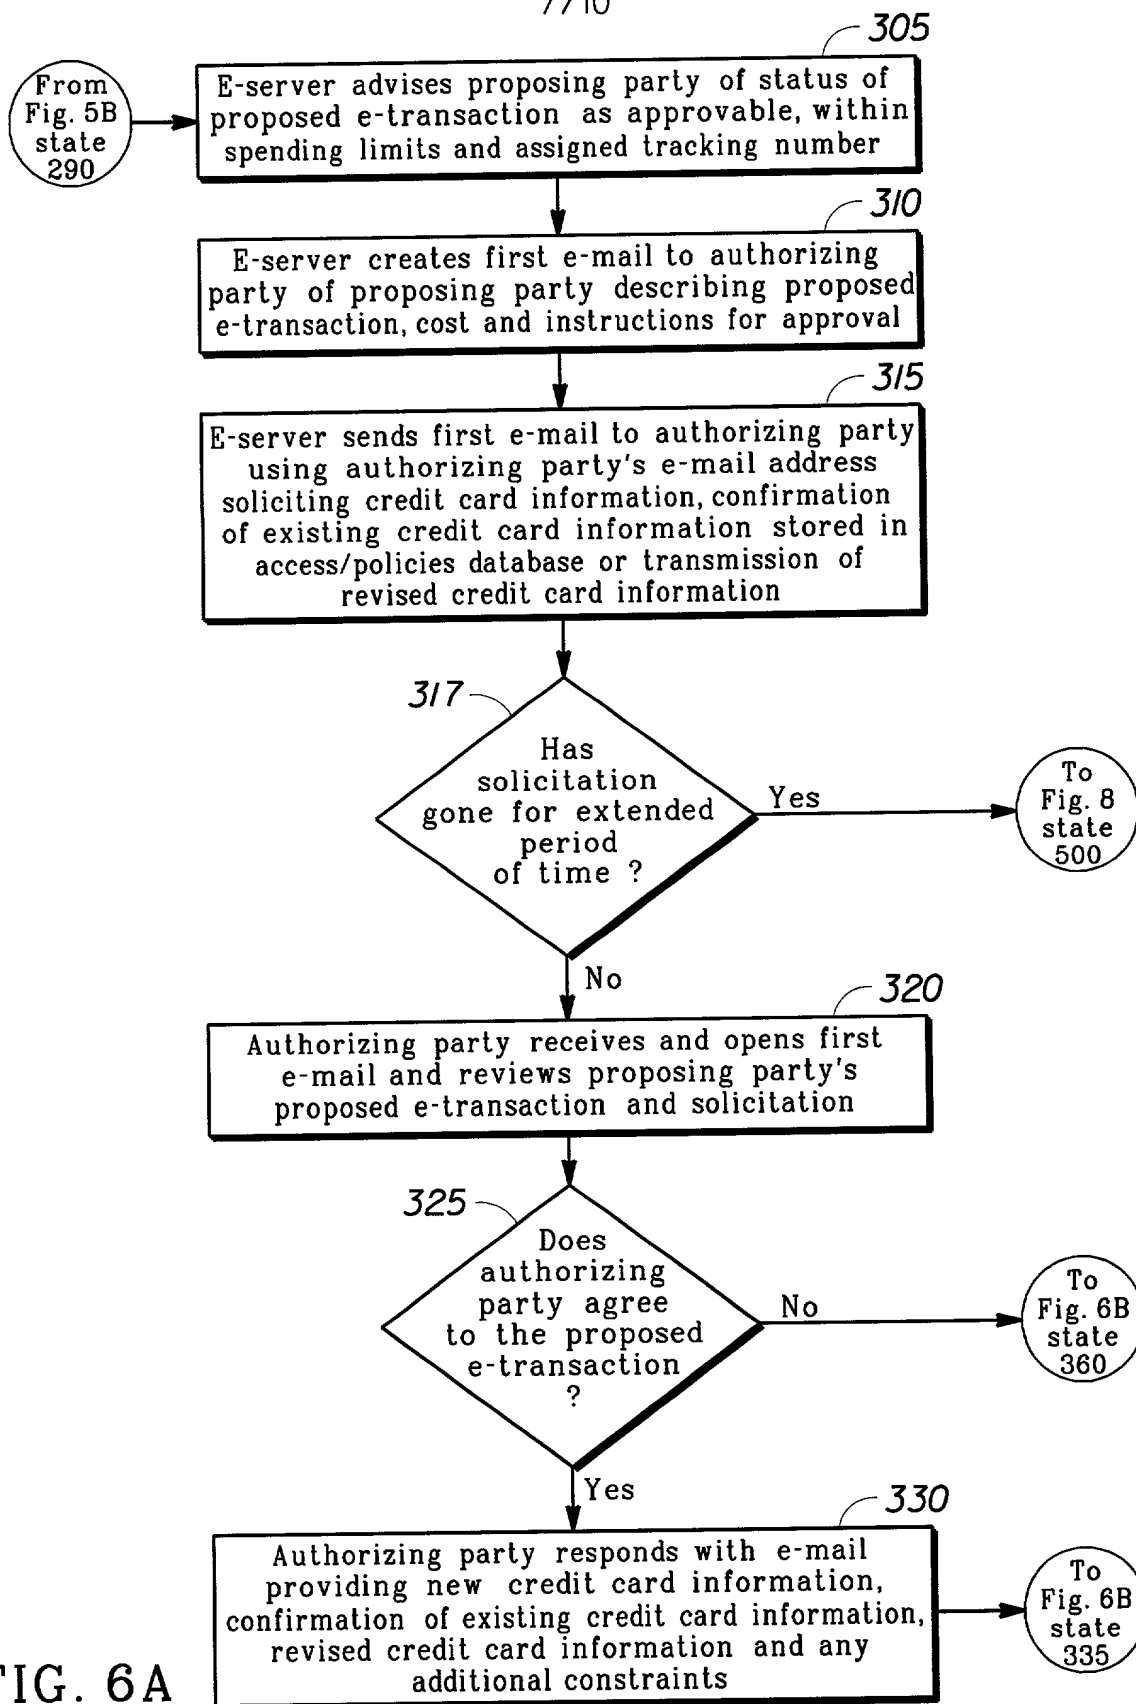 305
From
Fig. 5B
state
290
E-server advises proposing party of status of
proposed e-transaction as approvable, within
spending limits and assigned tracking number
310
E-server creates first e-mail to authorizing
party of proposing party describing proposed
e-transaction, cost and instructions for approval
315
E-server sends first e-mail to authorizing party
using authorizing party's e-mail address
soliciting credit card information, confirmation
of existing credit card information stored in
access/policies database or transmission of
revised credit card information
317
Has
solicitation
gone for extended
period
of time ?
Yes
To
Fig. 8
state
500
No
320
Authorizing party receives and opens first
e-mail and reviews proposing party's
proposed e-transaction and solicitation
325
Does
authorizing
party agree
to the proposed
e-transaction
?
No
To
Fig. 6B
state
360
Yes
330
Authorizing party responds with e-mail
providing new credit card information,
confirmation of existing credit card information,
revised credit card information and any
additional constraints
To
Fig. 6B
state
335
FIG. 6A